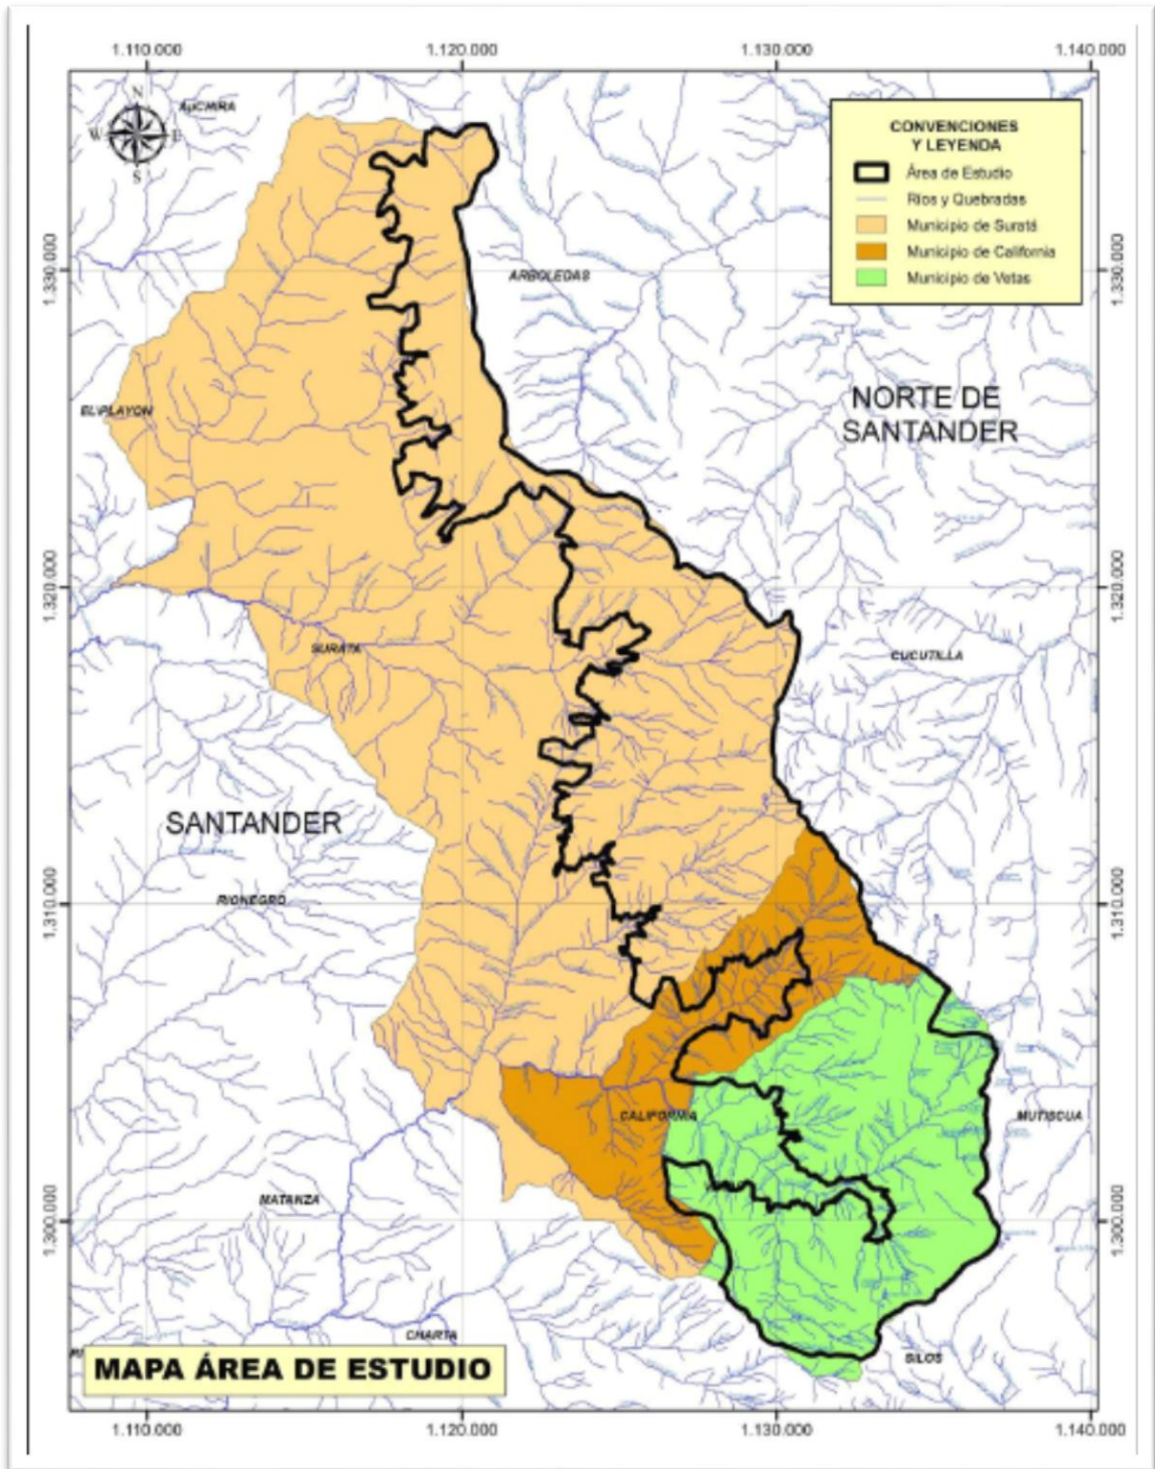 1.110.000 1.120.000 1.130.000 1.140.000
N
W E
S
CONVENCIONES
Y LEYENDA
Área de Estudio
Ríos y Quebradas
Municipio de Suratá
Municipio de California
Municipio de Vetas
1.330.000 1.330.000
ARBOLEDAS
EL PLAYON
NORTE DE
SANTANDER
1.320.000 1.320.000
SURATA
CUCUTILLA
SANTANDER
RIONEGRO
1.310.000 1.310.000
CALIFORNIA
MUTISCUA
MATANZA
1.300.000 1.300.000
CHARTA
SILOS
MAPA ÁREA DE ESTUDIO
1.110.000 1.120.000 1.130.000 1.140.000